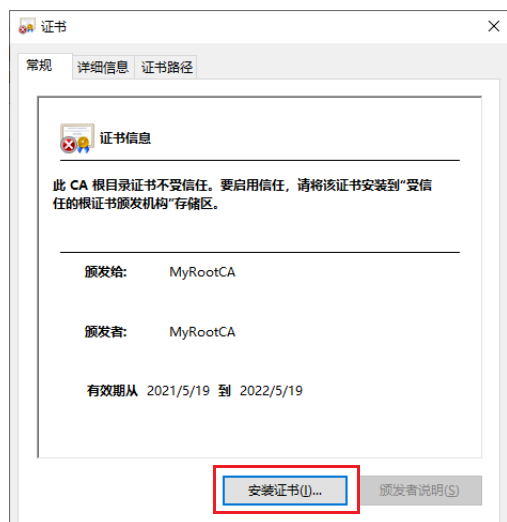 证书
常规 详细信息 证书路径
证书信息
此 CA 根目录证书不受信任。要启用信任，请将该证书安装到"受信
任的根证书颁发机构"存储区。
颁发给: MyRootCA
颁发者: MyRootCA
有效期从 2021/5/19 到 2022/5/19
安装证书(I)... 颁发者说明(S)